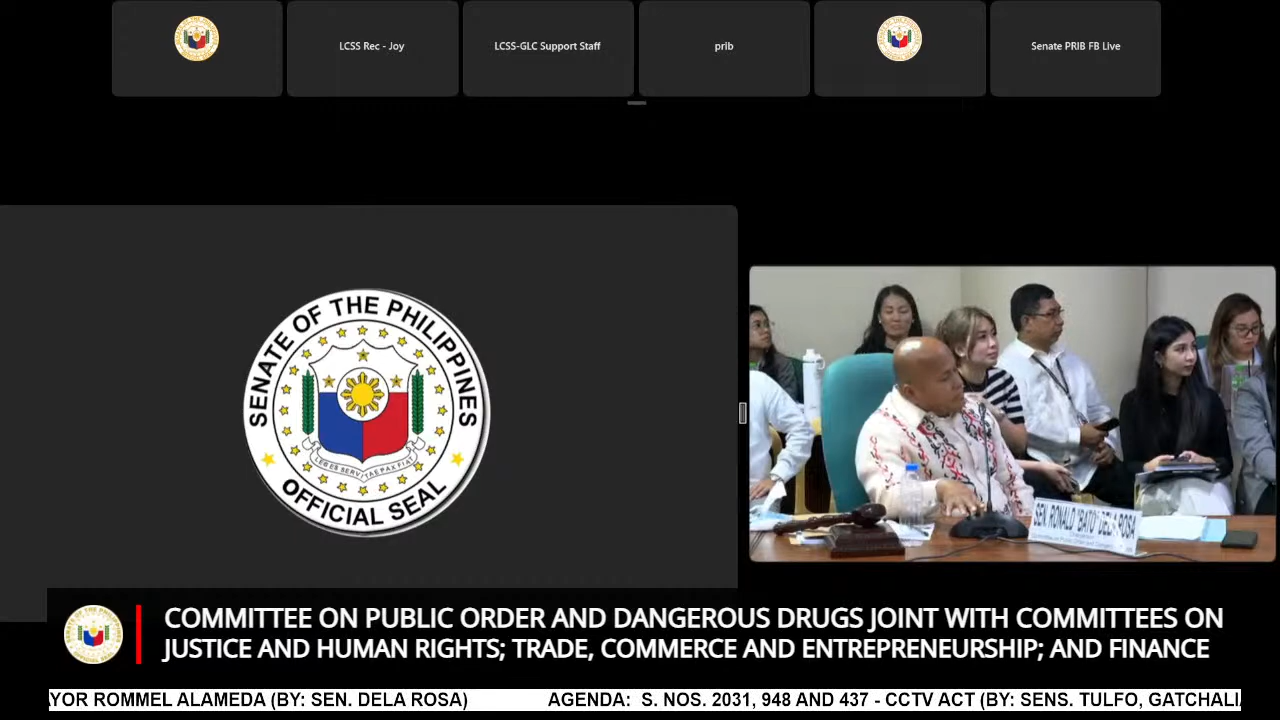 LCSS Rec - Joy
LCSS-GLC Support Staff
prib
Senate PRIB FB Live
SENATE OF THE PHILIPPINES
OFFICIAL SEAL
SEN. RONALD "BATO" DELA ROSA
COMMITTEE ON PUBLIC ORDER AND DANGEROUS DRUGS JOINT WITH COMMITTEES ON
JUSTICE AND HUMAN RIGHTS; TRADE, COMMERCE AND ENTREPRENEURSHIP; AND FINANCE
YOR ROMMEL ALAMEDA (BY: SEN. DELA ROSA) AGENDA: S. NOS. 2031, 948 AND 437 - CCTV ACT (BY: SENS. TULFO, GATCHALI